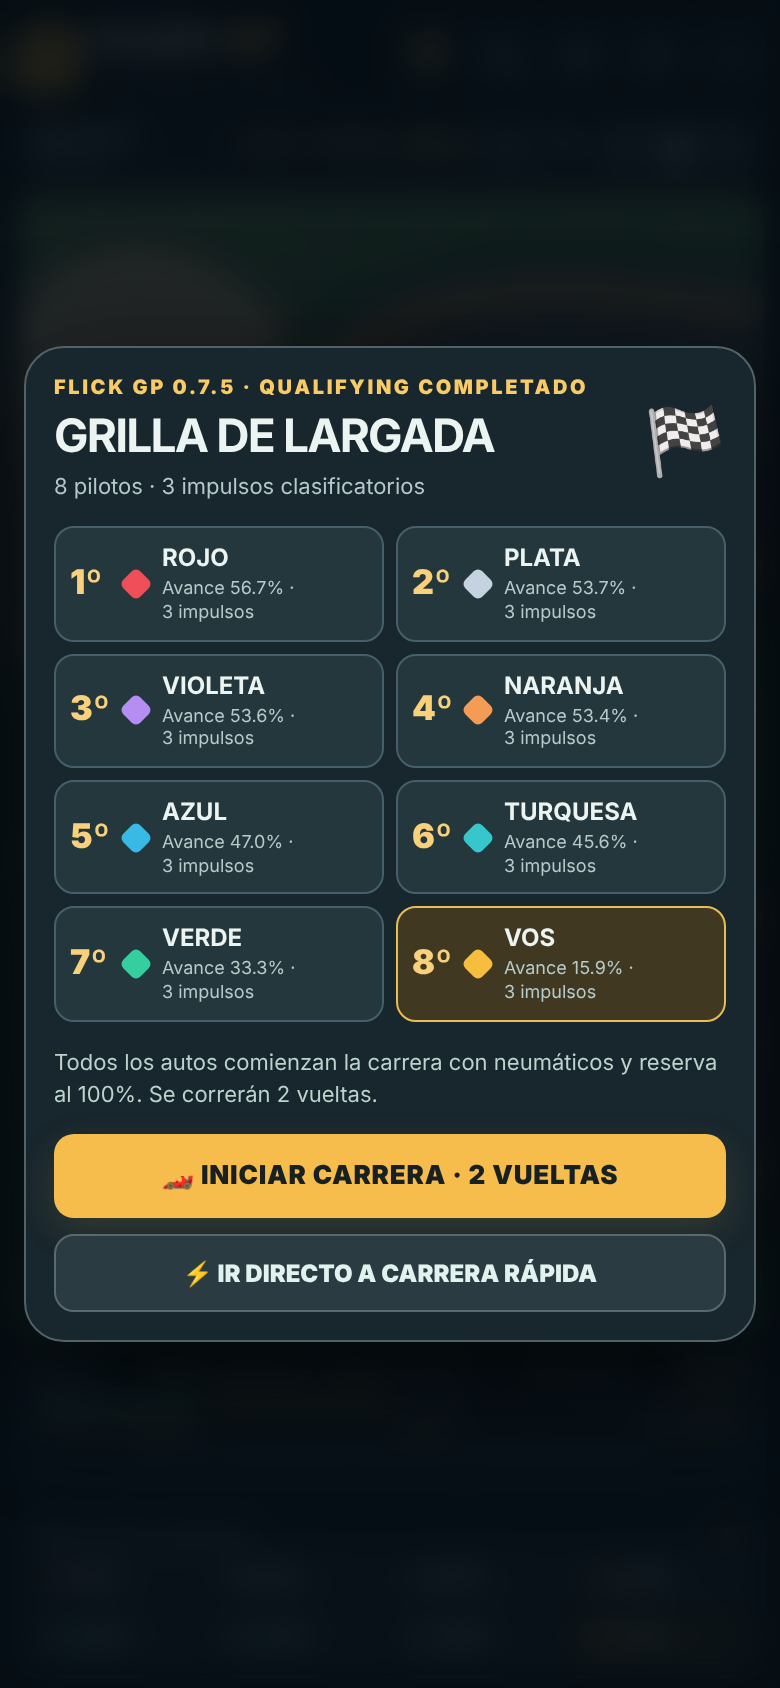 FLICK GP 0.7.5 · QUALIFYING COMPLETADO
GRILLA DE LARGADA
8 pilotos · 3 impulsos clasificatorios
1º ROJO
Avance 56.7% ·
3 impulsos
2º PLATA
Avance 53.7% ·
3 impulsos
3º VIOLETA
Avance 53.6% ·
3 impulsos
4º NARANJA
Avance 53.4% ·
3 impulsos
5º AZUL
Avance 47.0% ·
3 impulsos
6º TURQUESA
Avance 45.6% ·
3 impulsos
7º VERDE
Avance 33.3% ·
3 impulsos
8º VOS
Avance 15.9% ·
3 impulsos
Todos los autos comienzan la carrera con neumáticos y reserva
al 100%. Se correrán 2 vueltas.
🏎️ INICIAR CARRERA · 2 VUELTAS
⚡ IR DIRECTO A CARRERA RÁPIDA